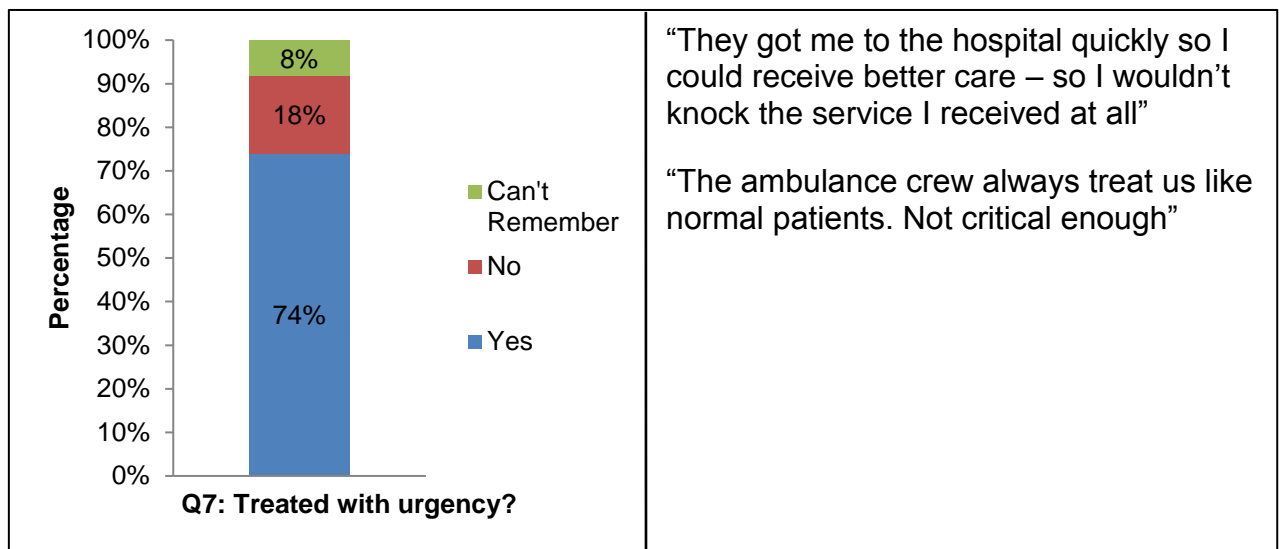 100%
90%
80%
70%
60%
50%
40%
30%
20%
10%
0%
Percentage
8%
18%
74%
Can't
Remember
No
Yes
Q7: Treated with urgency?
“They got me to the hospital quickly so I
could receive better care – so I wouldn’t
knock the service I received at all”
“The ambulance crew always treat us like
normal patients. Not critical enough”